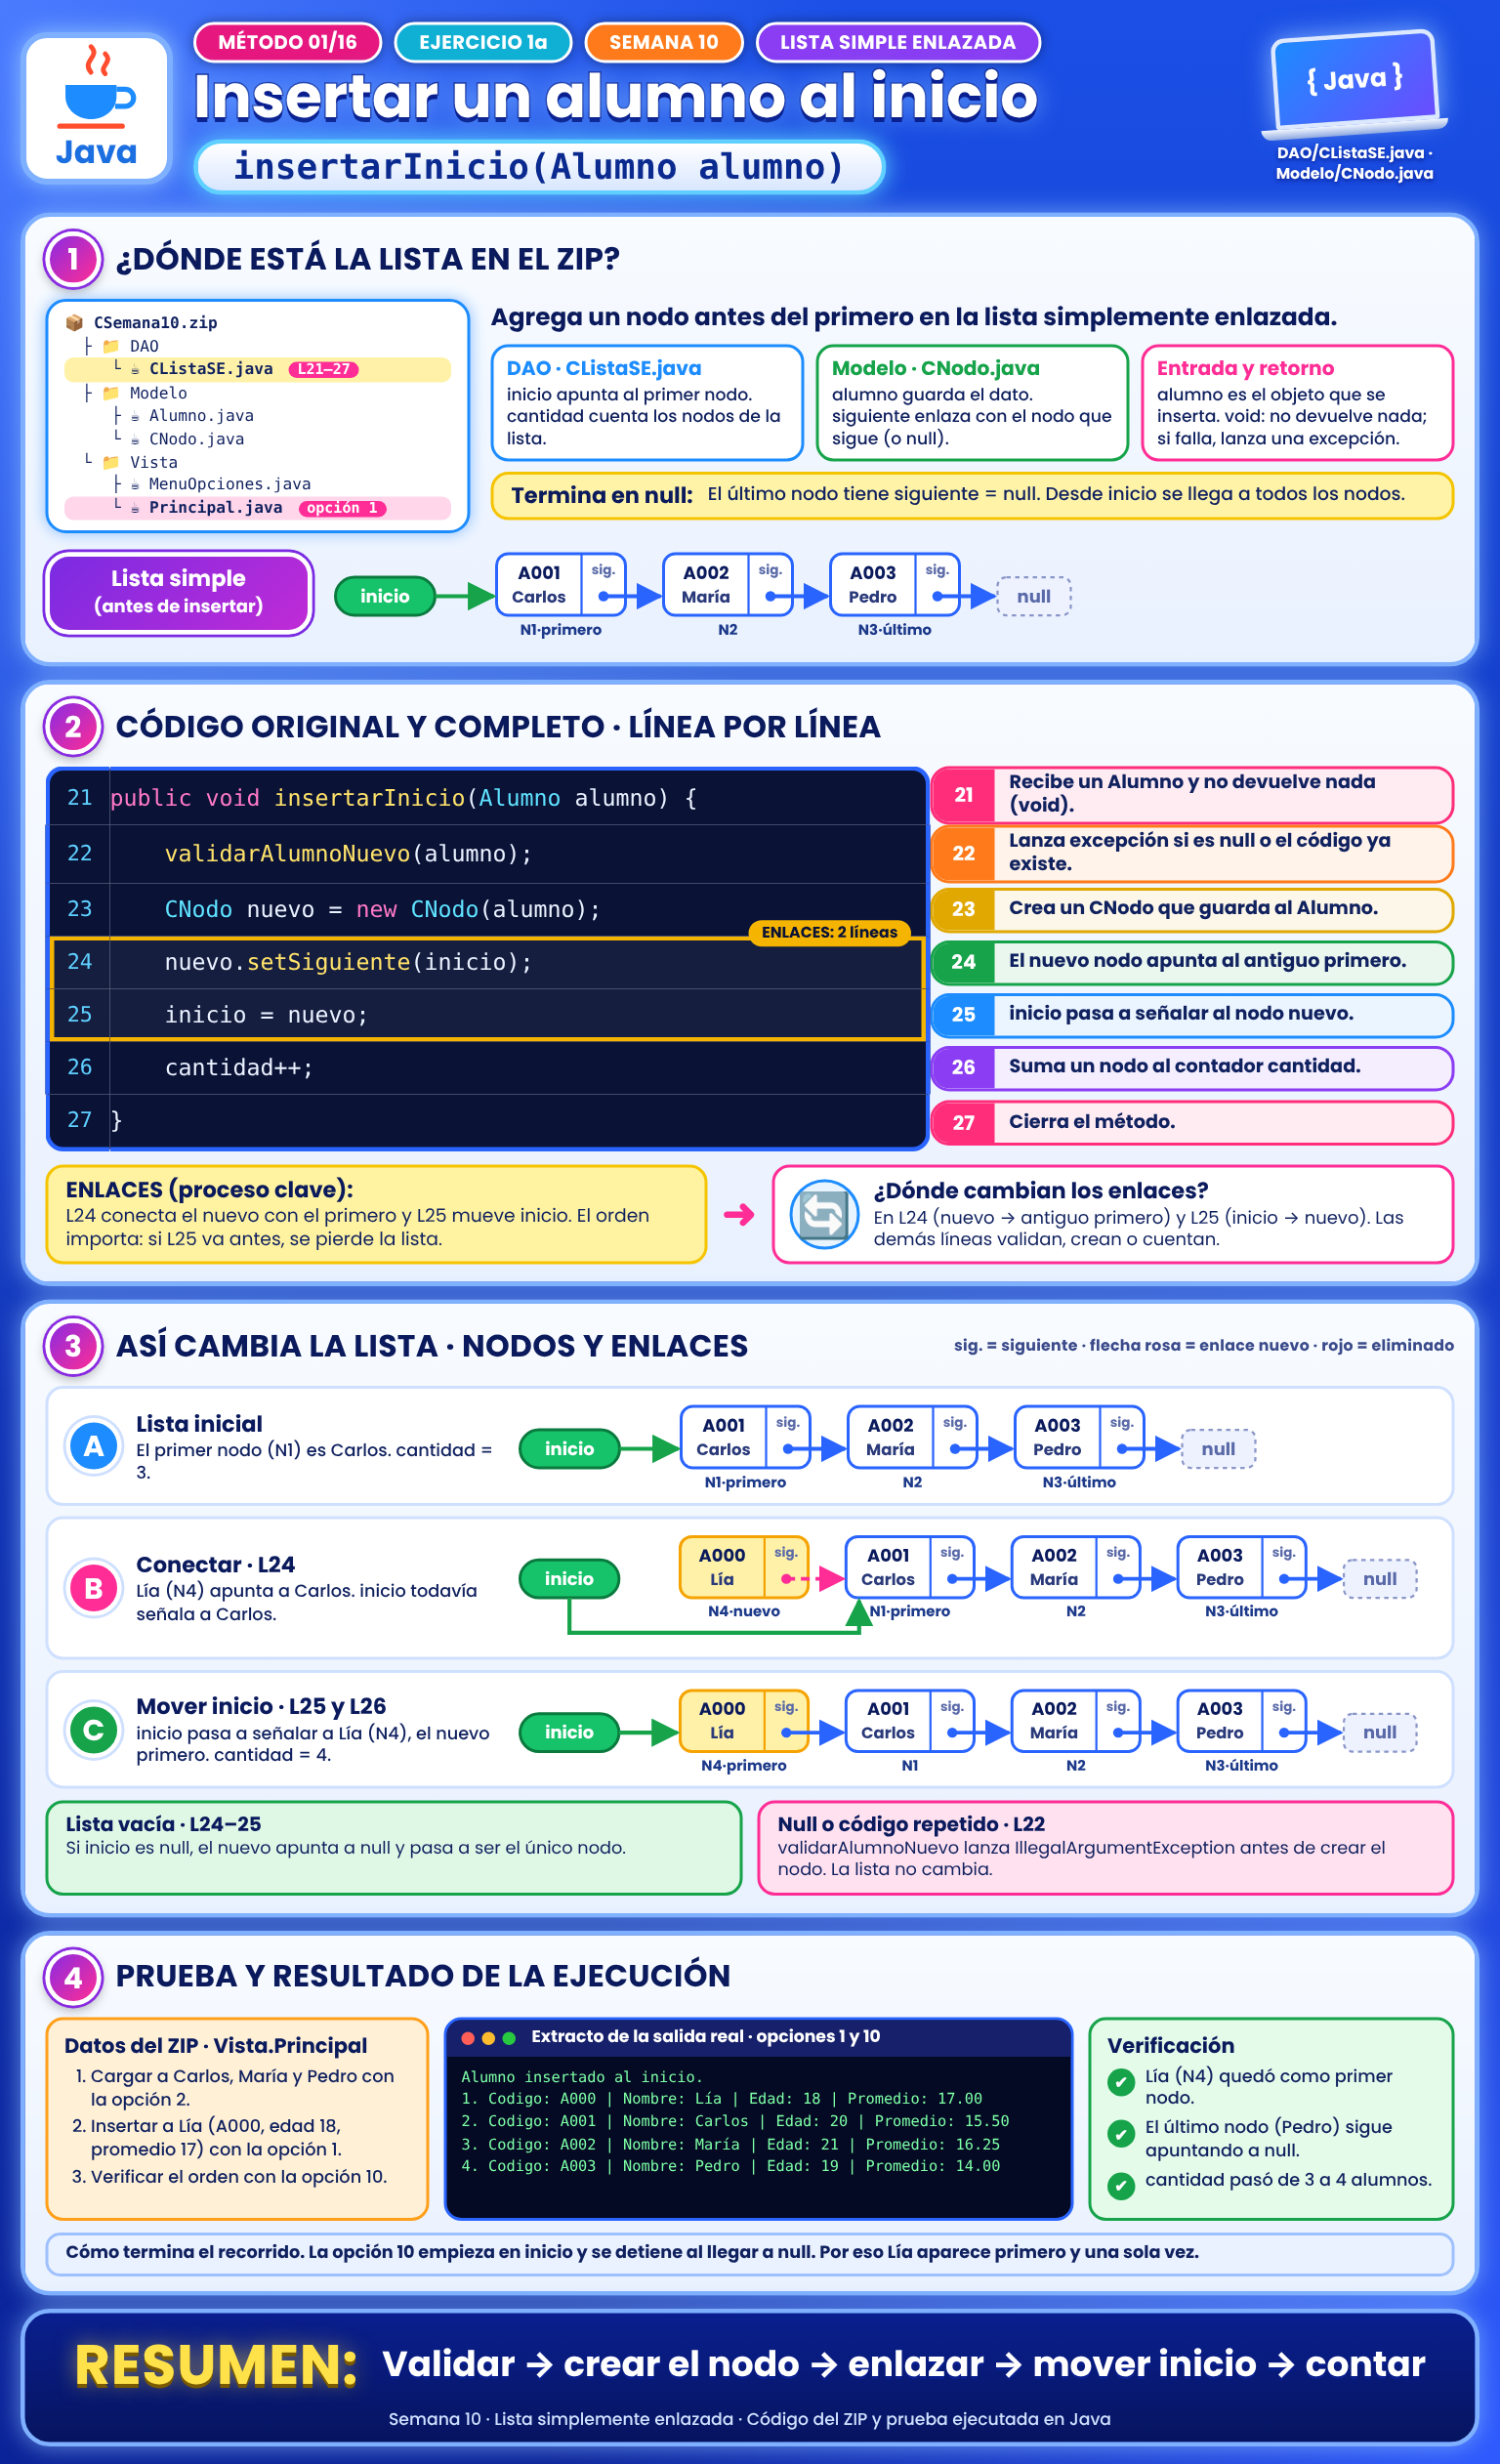 Java
MÉTODO 01/16
EJERCICIO 1a
SEMANA 10
LISTA SIMPLE ENLAZADA
Insertar un alumno al inicio
insertarInicio(Alumno alumno)
{ Java }
DAO/CListaSE.java ·
Modelo/CNodo.java
1
¿DÓNDE ESTÁ LA LISTA EN EL ZIP?
CSemana10.zip
DAO
CListaSE.java L21–27
Modelo
Alumno.java
CNodo.java
Vista
MenuOpciones.java
Principal.java opción 1
Agrega un nodo antes del primero en la lista simplemente enlazada.
DAO · CListaSE.java
inicio apunta al primer nodo.
cantidad cuenta los nodos de la
lista.
Modelo · CNodo.java
alumno guarda el dato.
siguiente enlaza con el nodo que
sigue (o null).
Entrada y retorno
alumno es el objeto que se
inserta. void: no devuelve nada;
si falla, lanza una excepción.
Termina en null: El último nodo tiene siguiente = null. Desde inicio se llega a todos los nodos.
Lista simple
(antes de insertar)
inicio
A001
Carlos
sig.
N1·primero
A002
María
sig.
N2
A003
Pedro
sig.
N3·último
null
2
CÓDIGO ORIGINAL Y COMPLETO · LÍNEA POR LÍNEA
21 public void insertarInicio(Alumno alumno) {
22 validarAlumnoNuevo(alumno);
23 CNodo nuevo = new CNodo(alumno);
ENLACES: 2 líneas
24 nuevo.setSiguiente(inicio);
25 inicio = nuevo;
26 cantidad++;
27 }
21 Recibe un Alumno y no devuelve nada
(void).
22 Lanza excepción si es null o el código ya
existe.
23 Crea un CNodo que guarda al Alumno.
24 El nuevo nodo apunta al antiguo primero.
25 inicio pasa a señalar al nodo nuevo.
26 Suma un nodo al contador cantidad.
27 Cierra el método.
ENLACES (proceso clave):
L24 conecta el nuevo con el primero y L25 mueve inicio. El orden
importa: si L25 va antes, se pierde la lista.
➜
¿Dónde cambian los enlaces?
En L24 (nuevo → antiguo primero) y L25 (inicio → nuevo). Las
demás líneas validan, crean o cuentan.
3
ASÍ CAMBIA LA LISTA · NODOS Y ENLACES
sig. = siguiente · flecha rosa = enlace nuevo · rojo = eliminado
A
Lista inicial
El primer nodo (N1) es Carlos. cantidad =
3.
inicio
A001
Carlos
sig.
N1·primero
A002
María
sig.
N2
A003
Pedro
sig.
N3·último
null
B
Conectar · L24
Lía (N4) apunta a Carlos. inicio todavía
señala a Carlos.
inicio
A000
Lía
sig.
N4·nuevo
A001
Carlos
sig.
N1·primero
A002
María
sig.
N2
A003
Pedro
sig.
N3·último
null
C
Mover inicio · L25 y L26
inicio pasa a señalar a Lía (N4), el nuevo
primero. cantidad = 4.
inicio
A000
Lía
sig.
N4·primero
A001
Carlos
sig.
N1
A002
María
sig.
N2
A003
Pedro
sig.
N3·último
null
Lista vacía · L24–25
Si inicio es null, el nuevo apunta a null y pasa a ser el único nodo.
Null o código repetido · L22
validarAlumnoNuevo lanza IllegalArgumentException antes de crear el
nodo. La lista no cambia.
4
PRUEBA Y RESULTADO DE LA EJECUCIÓN
Datos del ZIP · Vista.Principal
1. Cargar a Carlos, María y Pedro con
la opción 2.
2. Insertar a Lía (A000, edad 18,
promedio 17) con la opción 1.
3. Verificar el orden con la opción 10.
Extracto de la salida real · opciones 1 y 10
Alumno insertado al inicio.
1. Codigo: A000 | Nombre: Lía | Edad: 18 | Promedio: 17.00
2. Codigo: A001 | Nombre: Carlos | Edad: 20 | Promedio: 15.50
3. Codigo: A002 | Nombre: María | Edad: 21 | Promedio: 16.25
4. Codigo: A003 | Nombre: Pedro | Edad: 19 | Promedio: 14.00
Verificación
✔ Lía (N4) quedó como primer
nodo.
✔ El último nodo (Pedro) sigue
apuntando a null.
✔ cantidad pasó de 3 a 4 alumnos.
Cómo termina el recorrido. La opción 10 empieza en inicio y se detiene al llegar a null. Por eso Lía aparece primero y una sola vez.
RESUMEN: Validar → crear el nodo → enlazar → mover inicio → contar
Semana 10 · Lista simplemente enlazada · Código del ZIP y prueba ejecutada en Java